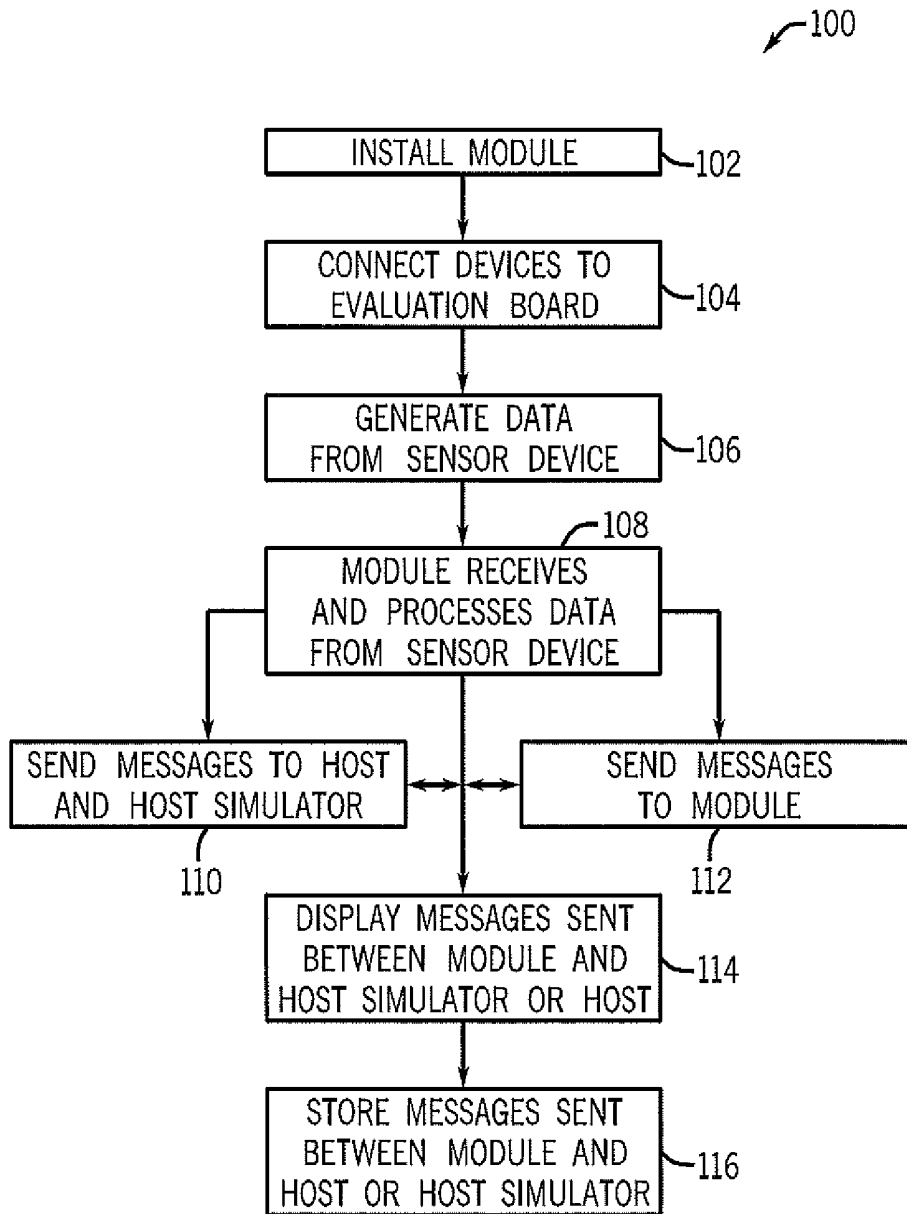 100
INSTALL MODULE
102
CONNECT DEVICES TO
EVALUATION BOARD
104
GENERATE DATA
FROM SENSOR DEVICE
106
108
MODULE RECEIVES
AND PROCESSES DATA
FROM SENSOR DEVICE
SEND MESSAGES TO HOST
AND HOST SIMULATOR
110
SEND MESSAGES
TO MODULE
112
DISPLAY MESSAGES SENT
BETWEEN MODULE AND
HOST SIMULATOR OR HOST
114
STORE MESSAGES SENT
BETWEEN MODULE AND
HOST OR HOST SIMULATOR
116